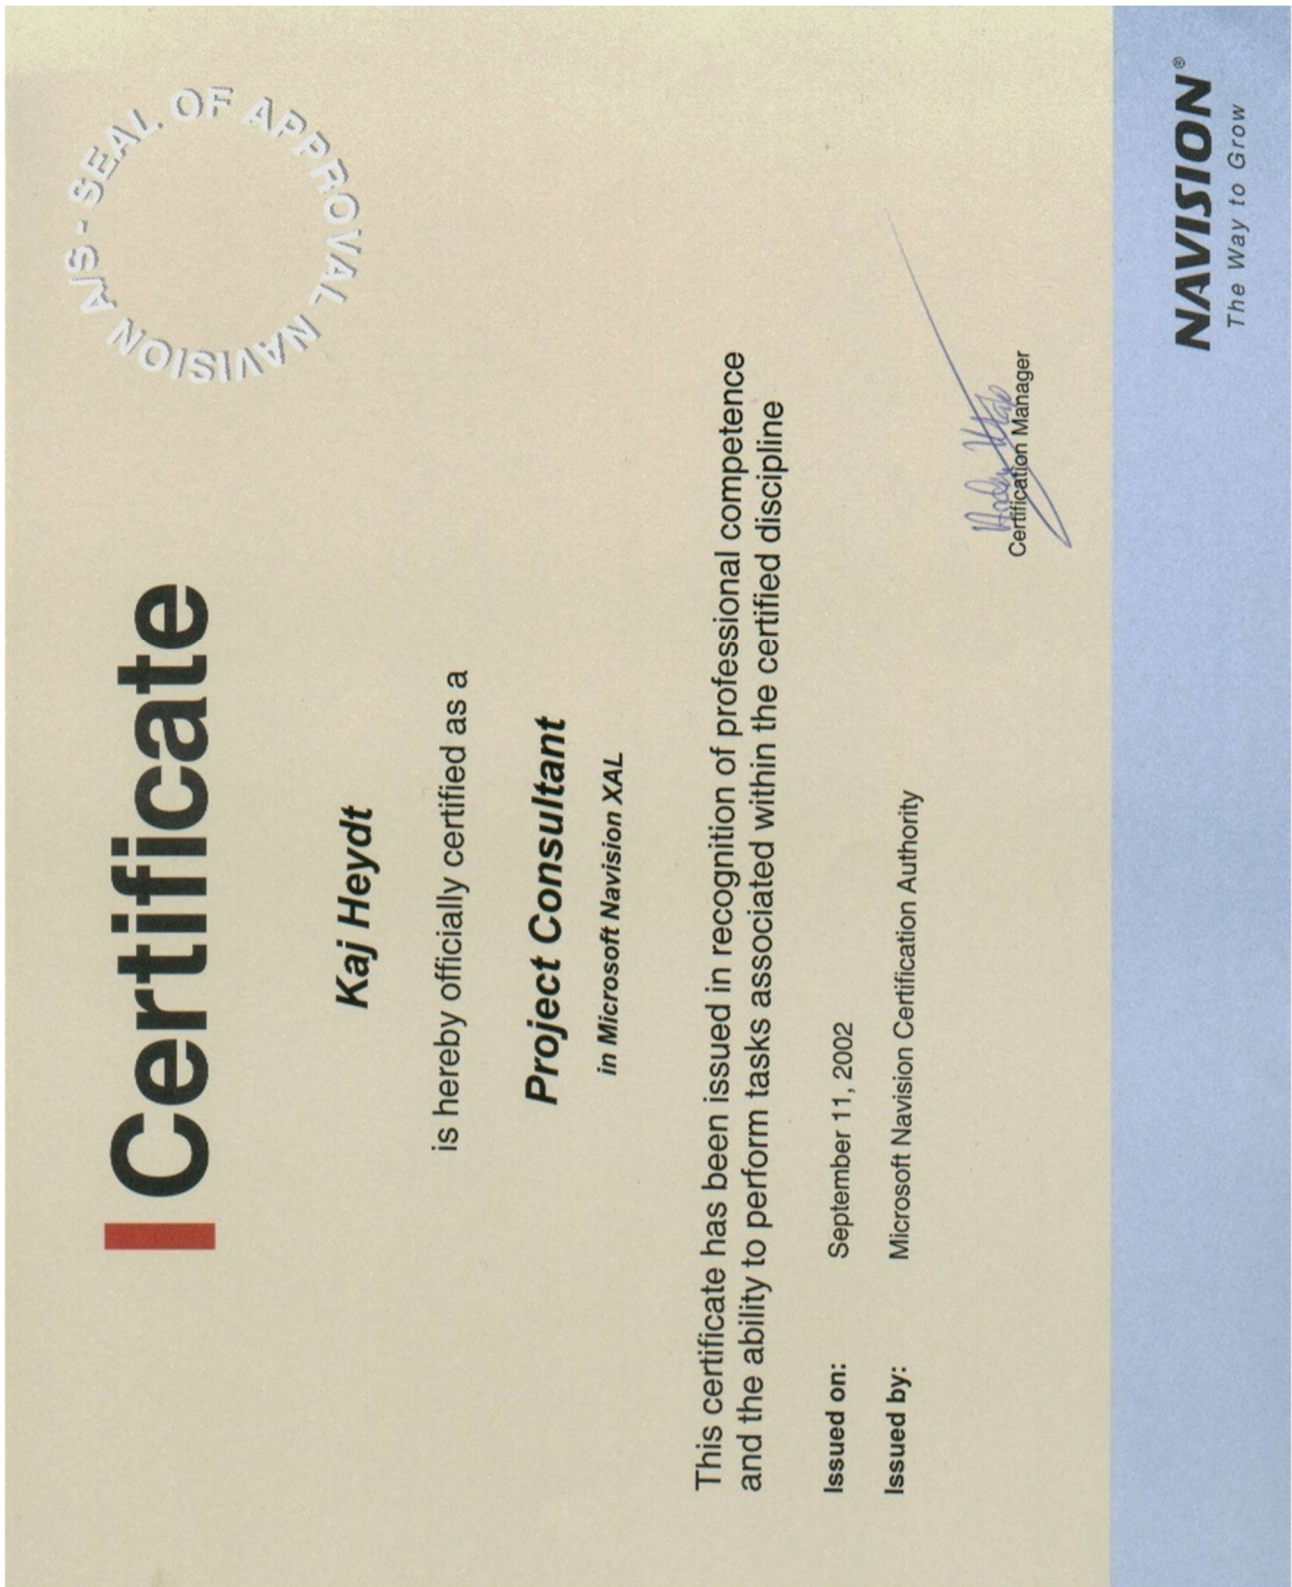 NAVISION A/S - SEAL OF APPROVAL
Certificate
Kaj Heydt
is hereby officially certified as a
Project Consultant
in Microsoft Navision XAL
This certificate has been issued in recognition of professional competence
and the ability to perform tasks associated within the certified discipline
Issued on: September 11, 2002
Issued by: Microsoft Navision Certification Authority
Certification Manager
NAVISION®
The Way to Grow